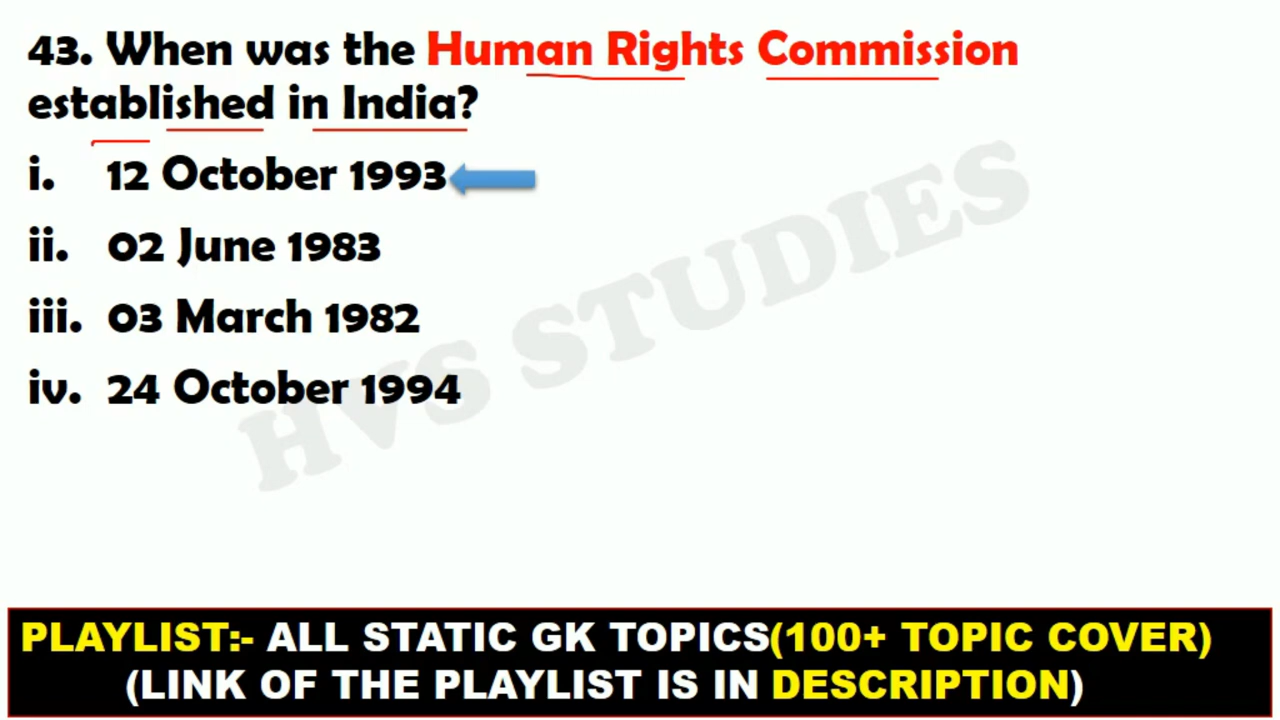 43. When was the Human Rights Commission
established in India?
i. 12 October 1993
ii. 02 June 1983
iii. 03 March 1982
iv. 24 October 1994
HVS STUDIES
PLAYLIST:- ALL STATIC GK TOPICS(100+ TOPIC COVER)
(LINK OF THE PLAYLIST IS IN DESCRIPTION)